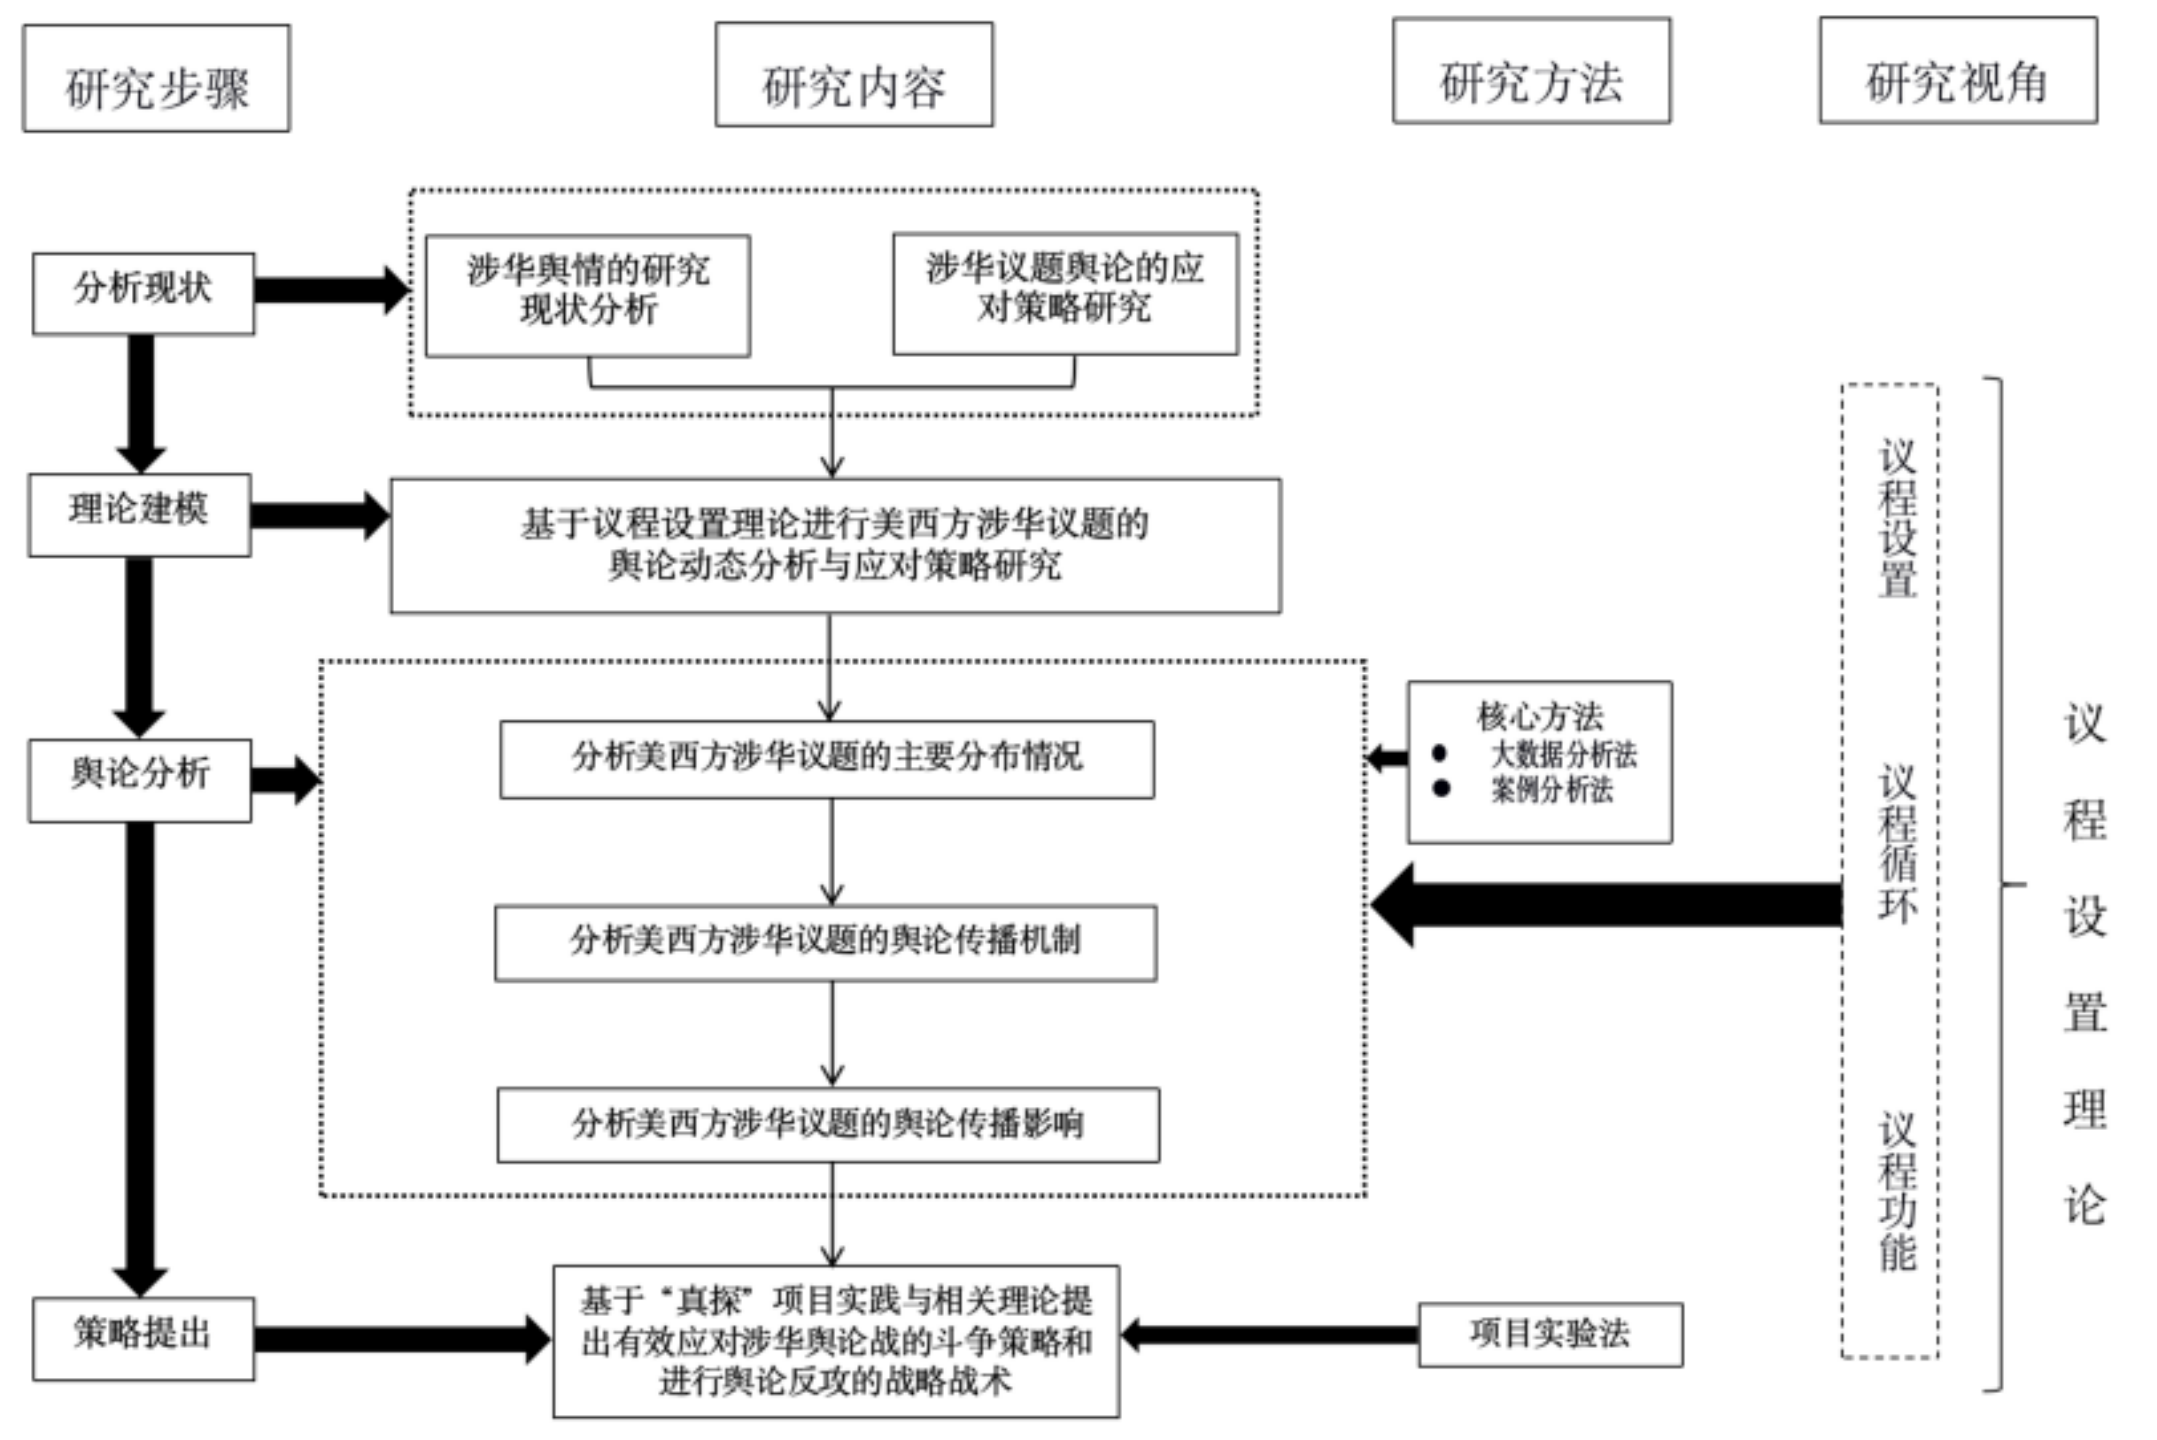 研究步骤
研究内容
研究方法
研究视角
分析现状
涉华舆情的研究
现状分析
涉华议题舆论的应
对策略研究
理论建模
基于议程设置理论进行美西方涉华议题的
舆论动态分析与应对策略研究
舆论分析
分析美西方涉华议题的主要分布情况
分析美西方涉华议题的舆论传播机制
分析美西方涉华议题的舆论传播影响
核心方法
● 大数据分析法
● 案例分析法
策略提出
基于“真探”项目实践与相关理论提
出有效应对涉华舆论战的斗争策略和
进行舆论反攻的战略战术
项目实验法
议程设置
议程循环
议程功能
议程设置理论